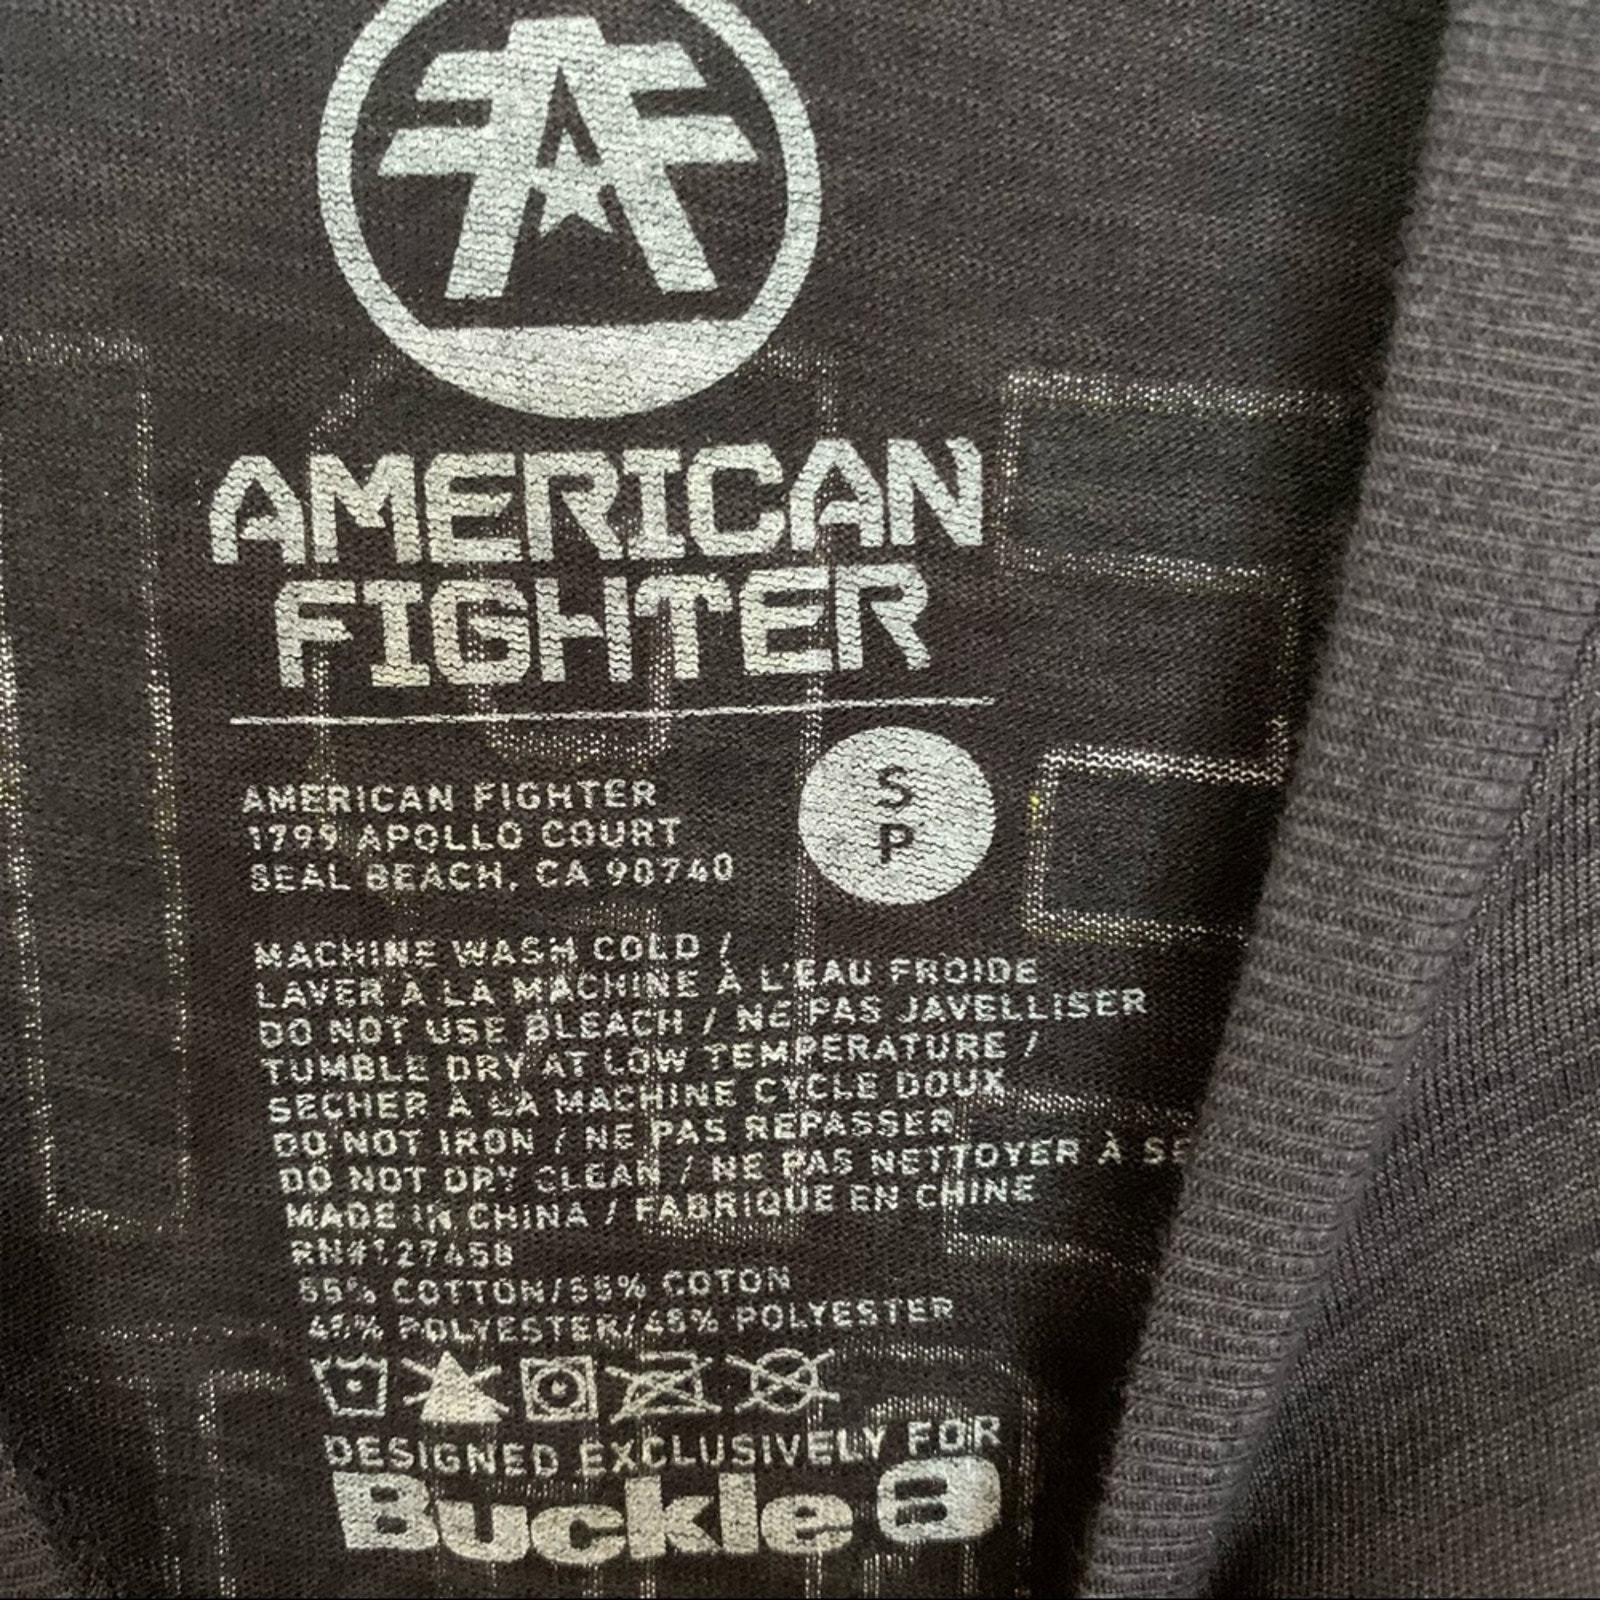 AMERICAN
FIGHTER
AMERICAN FIGHTER
1799 APOLLO COURT
SEAL BEACH, CA 90740
S
P
MACHINE WASH COLD /
LAVER À LA MACHINE À L'EAU FROIDE
DO NOT USE BLEACH / NE PAS JAVELLISER
TUMBLE DRY AT LOW TEMPERATURE /
SECHER À LA MACHINE CYCLE DOUX
DO NOT IRON / NE PAS REPASSER
DO NOT DRY CLEAN / NE PAS NETTOYER À
MADE IN CHINA / FABRIQUE EN CHINE
55% COTTON/55% COTON
45% POLYESTER/45% POLYESTER
DESIGNED EXCLUSIVELY FOR
Buckle B